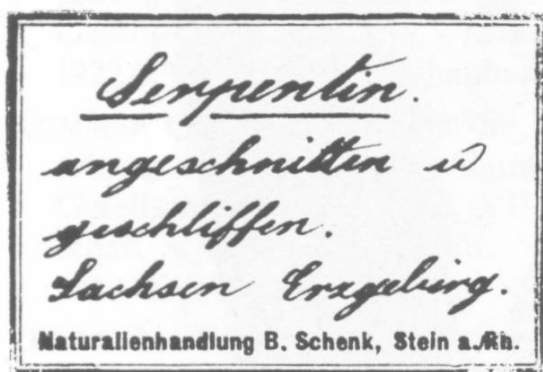 Serpentin.
angeschnitten u
geschliffen.
Sachsen Erzgebirg.
Naturalienhandlung B. Schenk, Stein a. Rh.